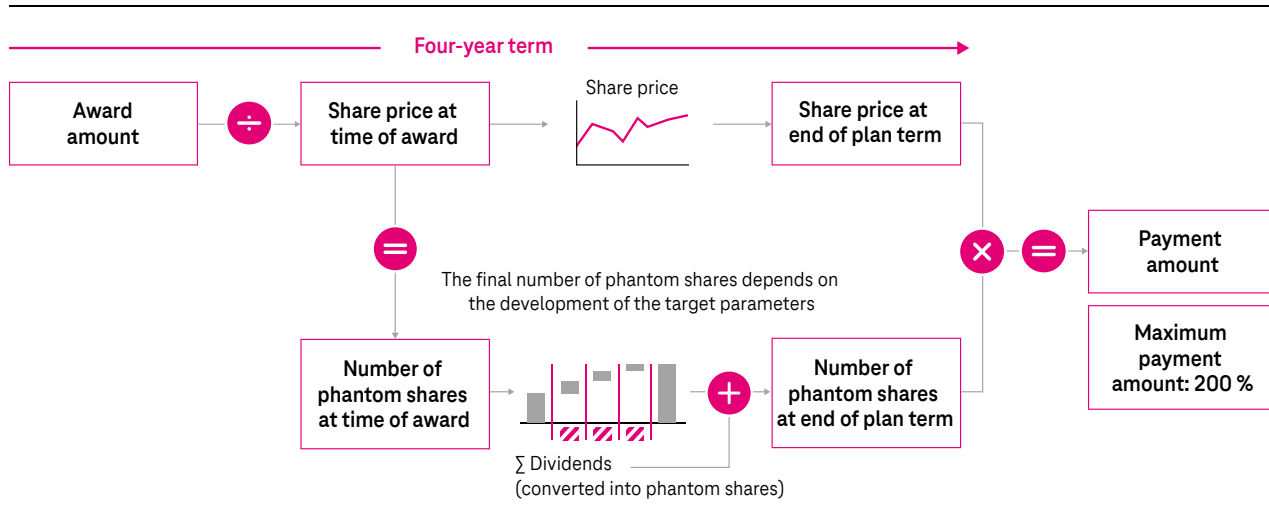 Four-year term
Award
amount
÷
Share price at
time of award
Share price
Share price at
end of plan term
=
The final number of phantom shares depends on
the development of the target parameters
×
=
Payment
amount
Maximum
payment
amount: 200 %
Number of
phantom shares
at time of award
+
Number of
phantom shares
at end of plan term
∑ Dividends
(converted into phantom shares)